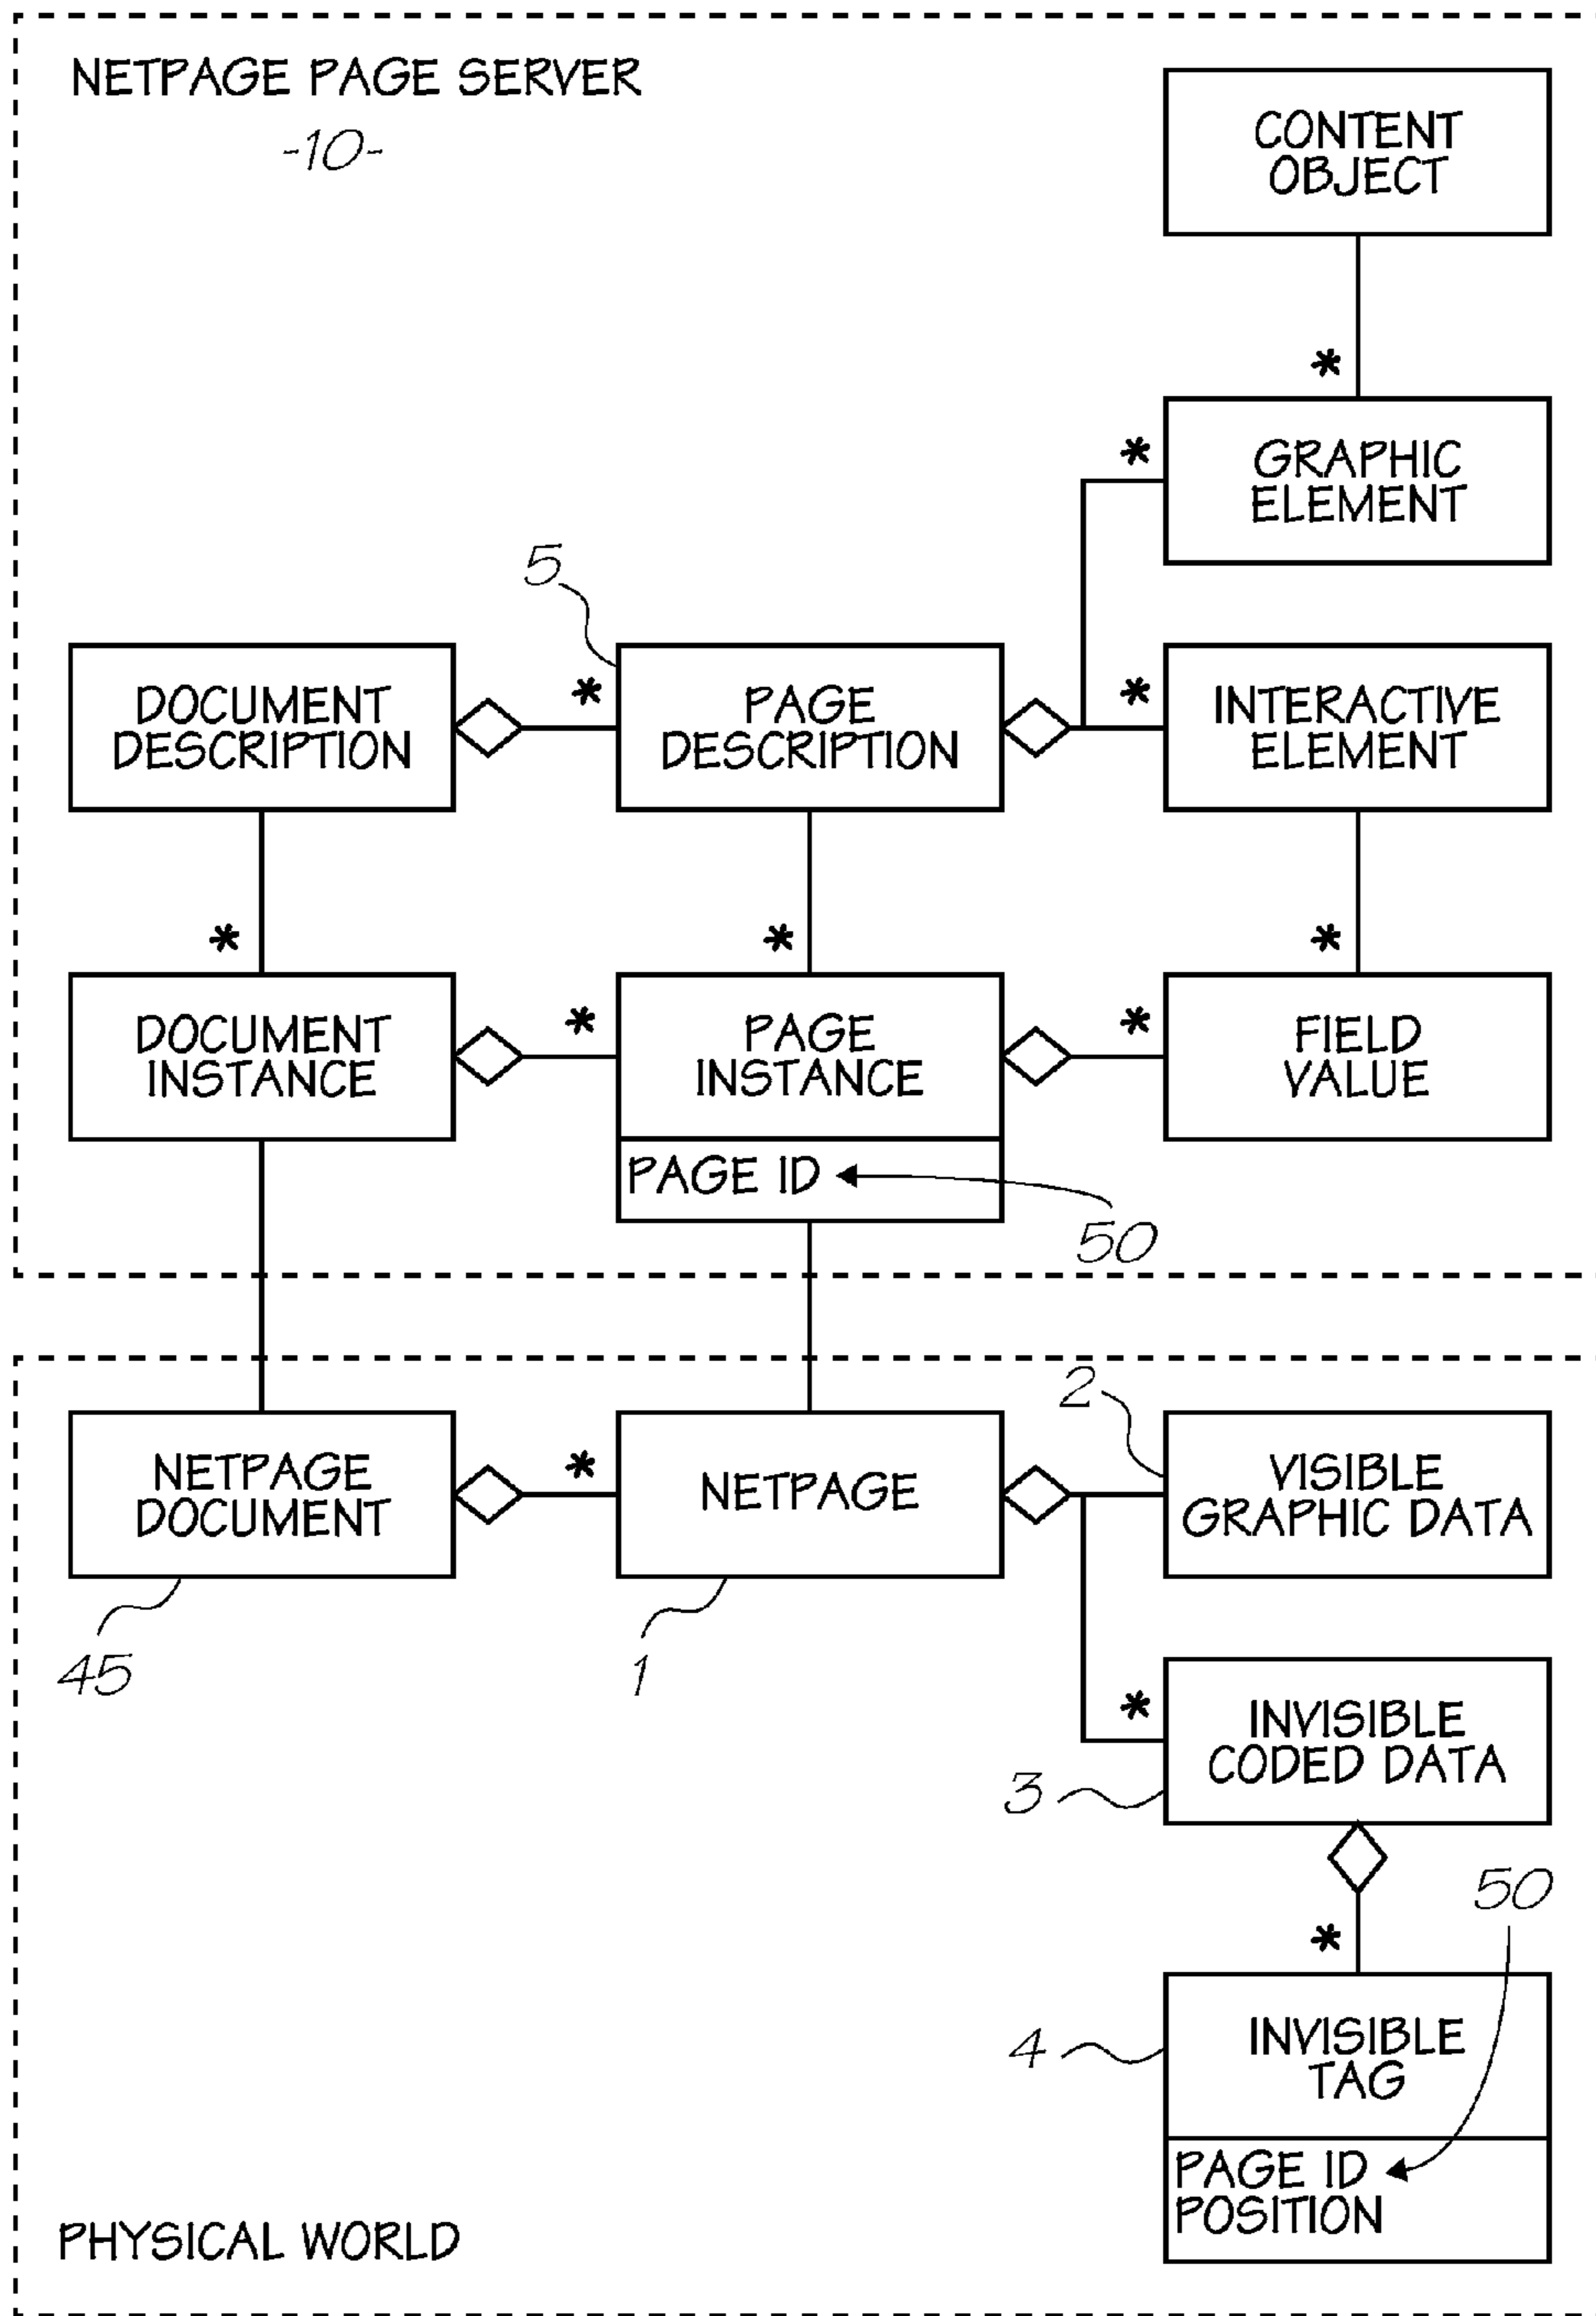 NETPAGE PAGE SERVER
-10-
CONTENT
OBJECT
*
*
GRAPHIC
ELEMENT
5
DOCUMENT
DESCRIPTION
*
PAGE
DESCRIPTION
*
INTERACTIVE
ELEMENT
*
*
*
DOCUMENT
INSTANCE
*
PAGE
INSTANCE
*
FIELD
VALUE
PAGE ID
50
2
NETPAGE
DOCUMENT
*
NETPAGE
VISIBLE
GRAPHIC DATA
45
1
*
INVISIBLE
CODED DATA
3
50
*
4
INVISIBLE
TAG
PAGE ID
POSITION
PHYSICAL WORLD